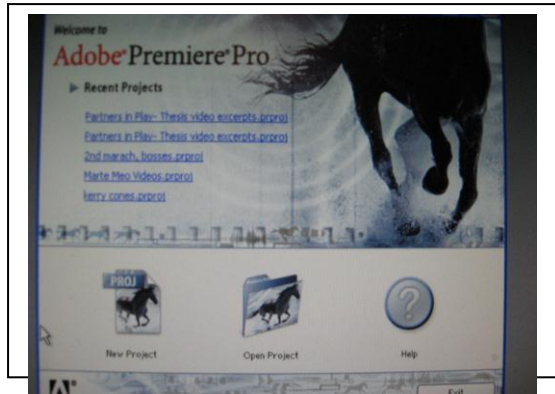 Welcome to
Adobe® Premiere® Pro
Recent Projects
Partners in Play- Thesis video excerpts.prproj
Partners in Play- Thesis video excerpts.prproj
2nd marach, bosses.prproj
Marte Meo Videos.prproj
kerry cones.prproj
PROJ
?
New Project
Open Project
Help
Exit